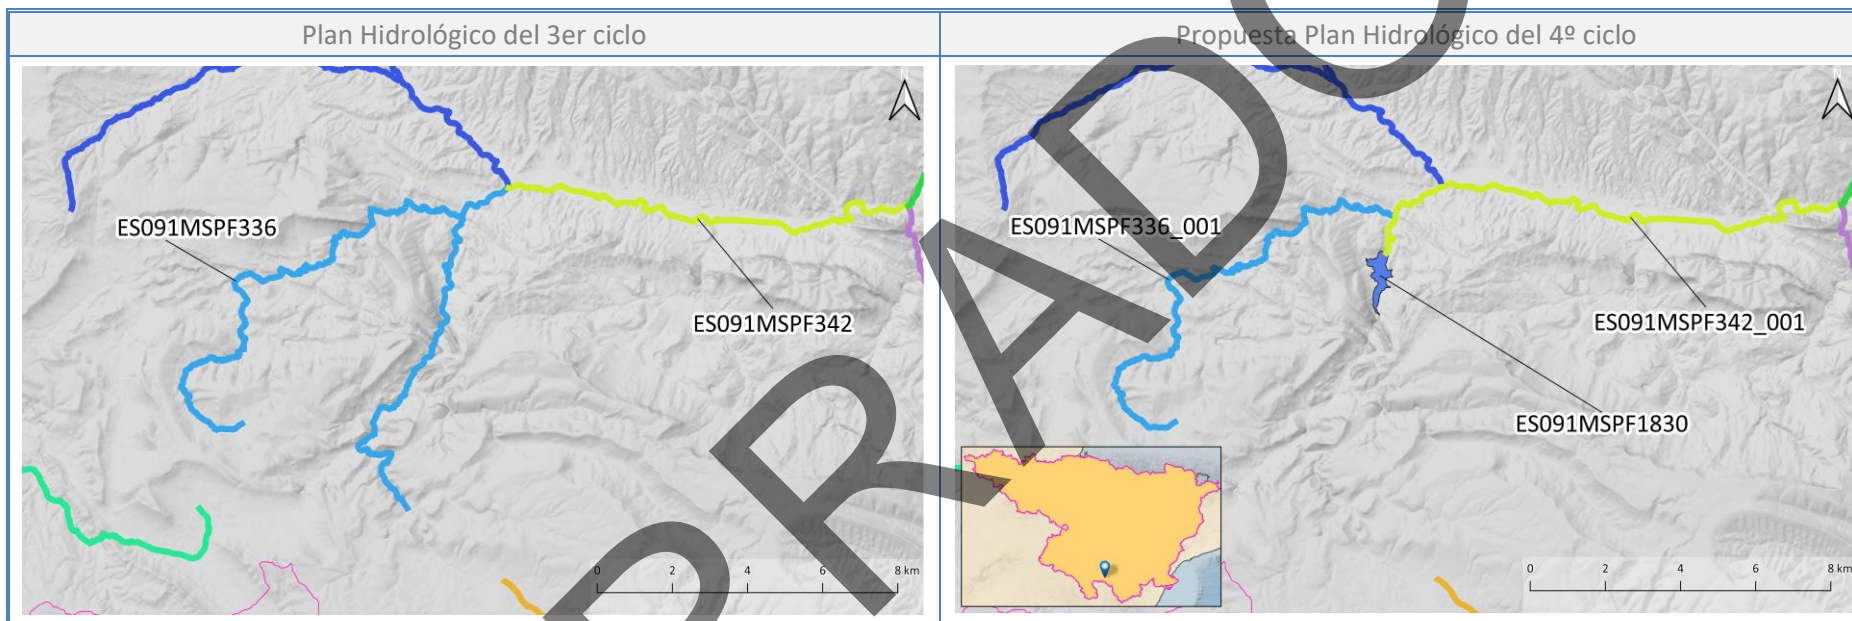 Plan Hidrológico del 3er ciclo
Propuesta Plan Hidrológico del 4º ciclo
ES091MSPF336
ES091MSPF342
0 2 4 6 8 km
ES091MSPF336_001
ES091MSPF342_001
ES091MSPF1830
0 2 4 6 8 km